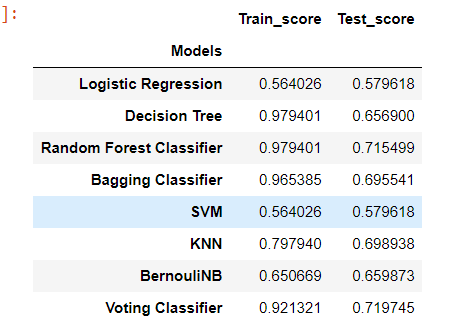 ]:
Train_score Test_score
Models
Logistic Regression 0.564026 0.579618
Decision Tree 0.979401 0.656900
Random Forest Classifier 0.979401 0.715499
Bagging Classifier 0.965385 0.695541
SVM 0.564026 0.579618
KNN 0.797940 0.698938
BernouliNB 0.650669 0.659873
Voting Classifier 0.921321 0.719745